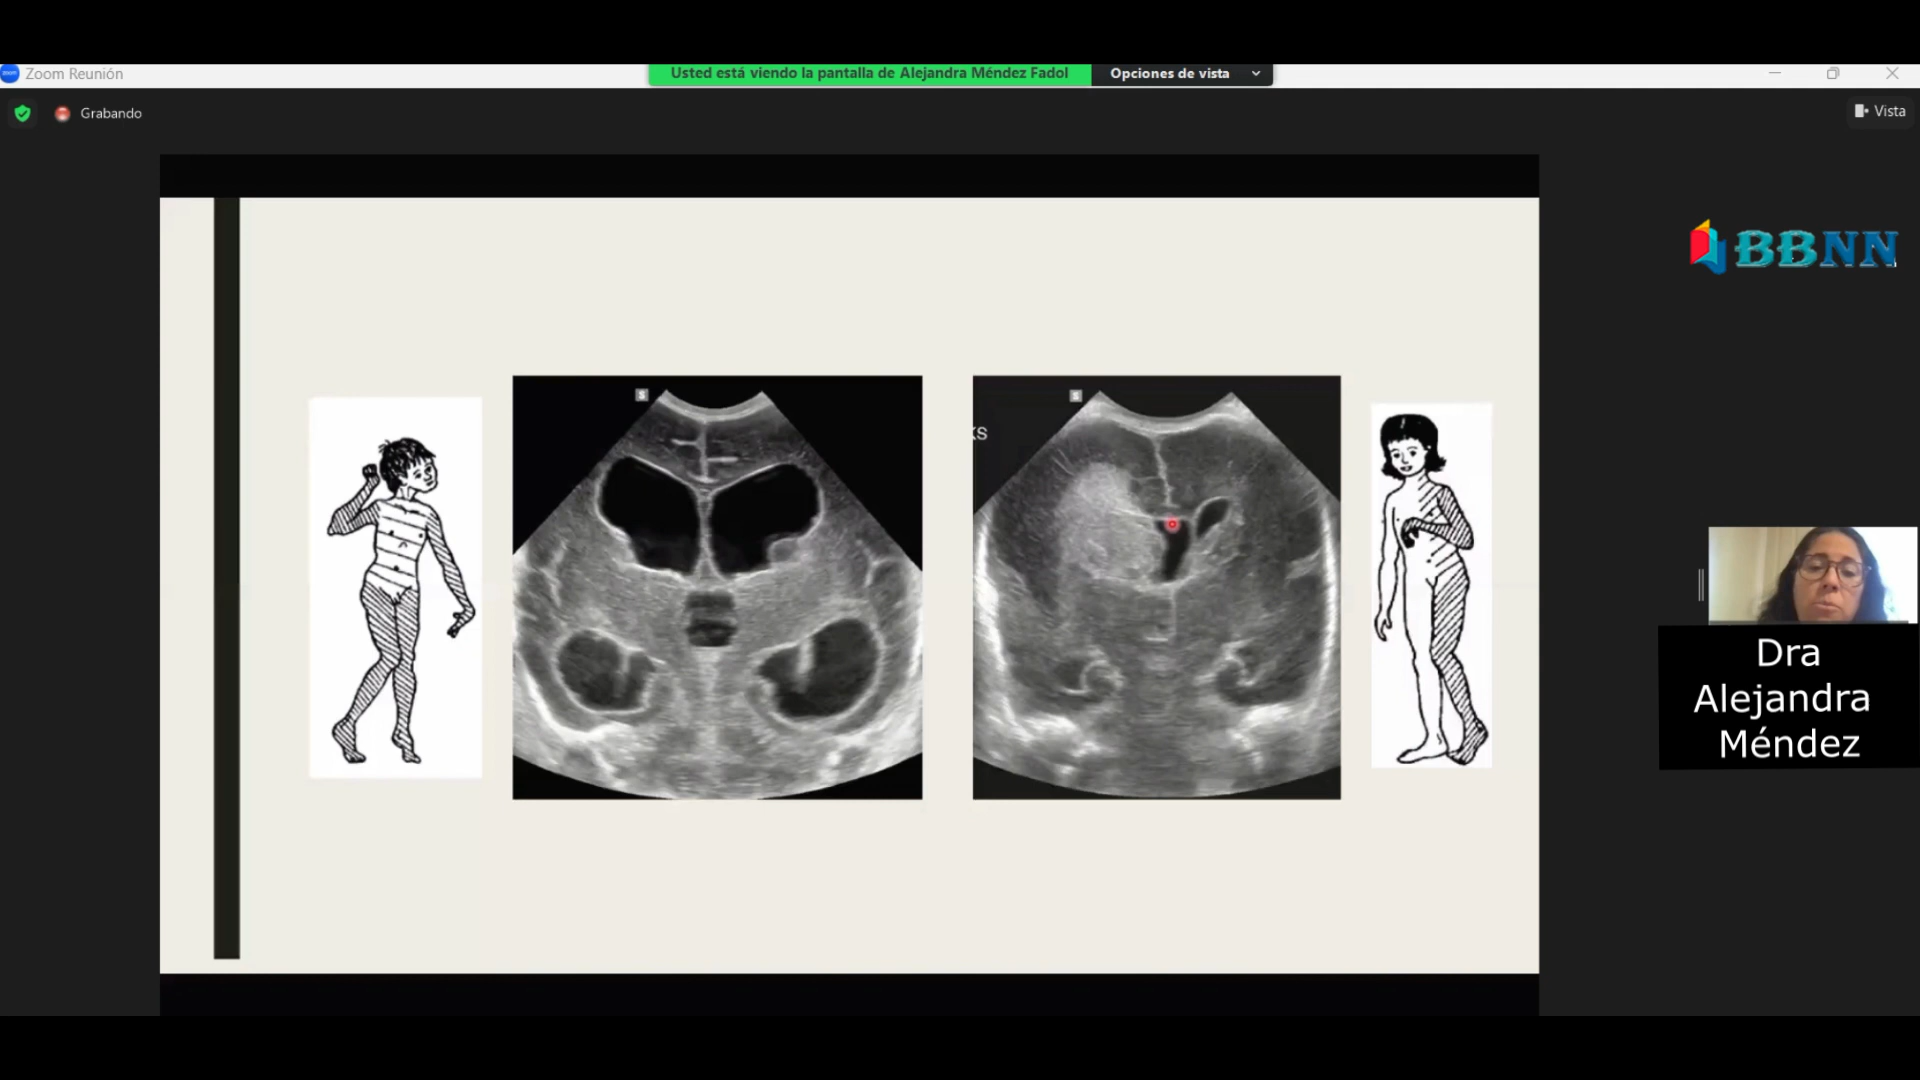 Zoom Reunión
Usted está viendo la pantalla de Alejandra Méndez Fadol
Opciones de vista
Grabando
Vista
BBNN
S
S
KS
Dra
Alejandra
Méndez